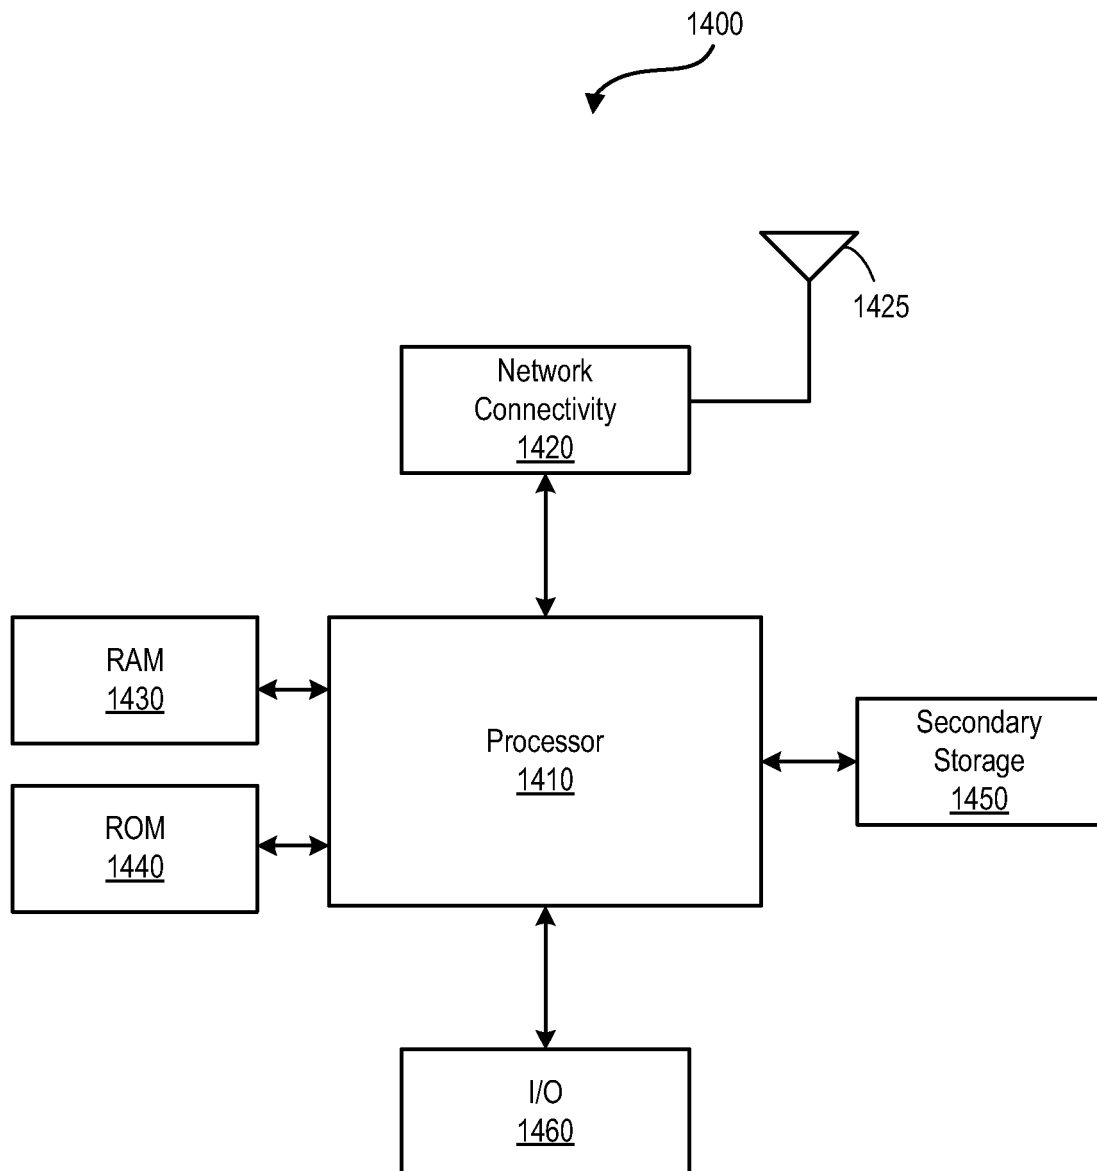 1400
1425
Network
Connectivity
1420
RAM
1430
Processor
1410
Secondary
Storage
1450
ROM
1440
I/O
1460